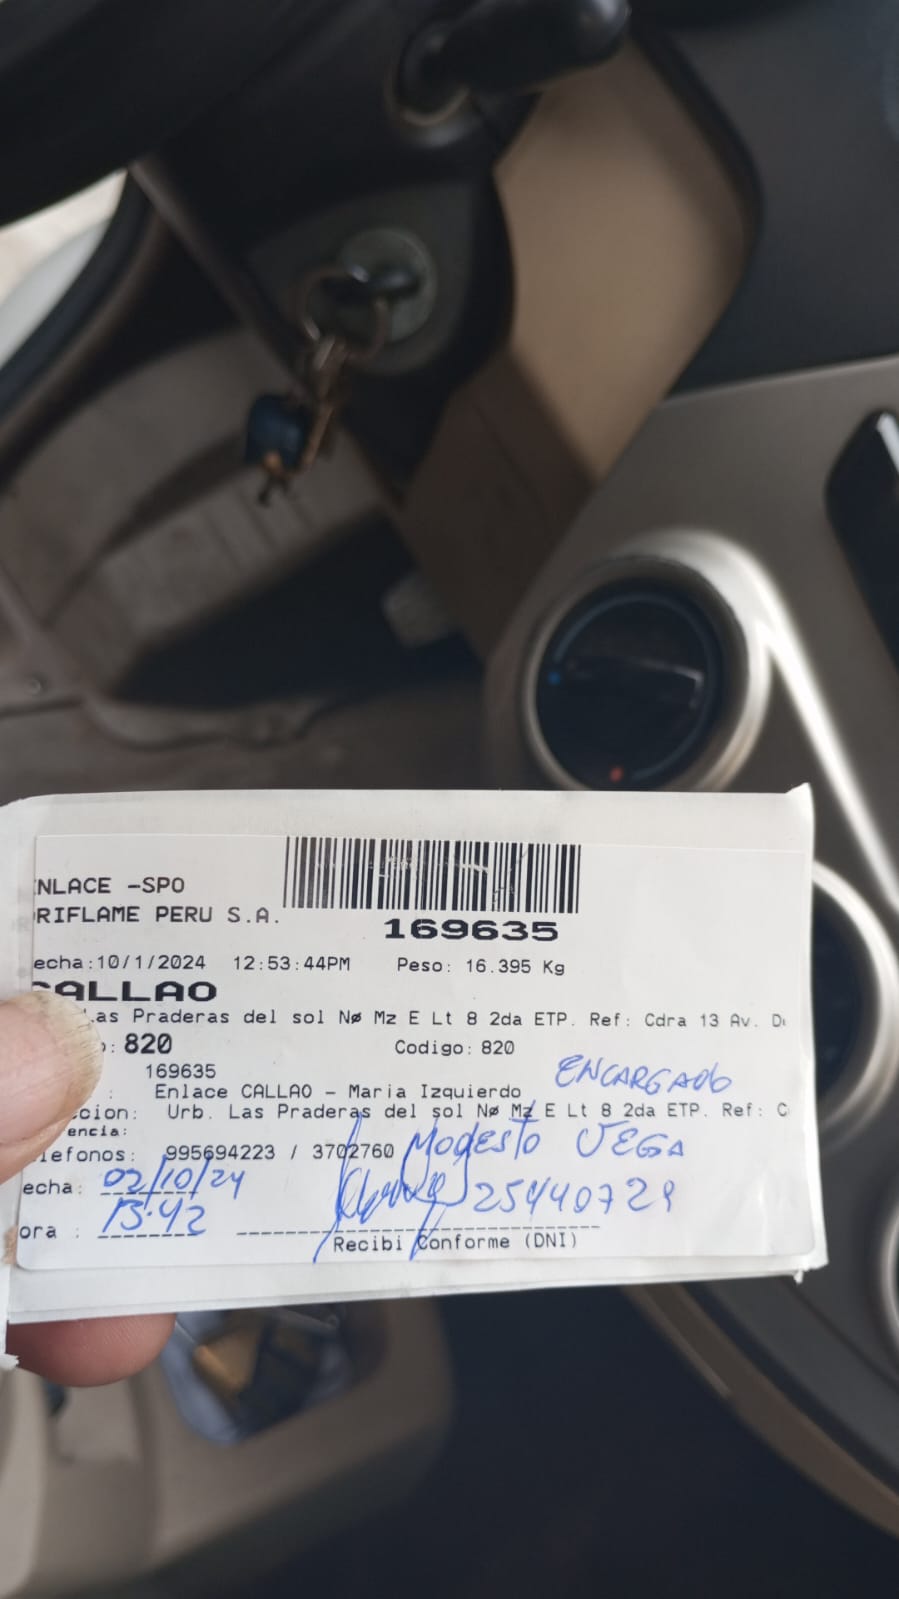 NLACE -SPO
RIFLAME PERU S.A.
169635
echa:10/1/2024 12:53:44PM Peso: 16.395 Kg
CALLAO
Las Praderas del sol Nø Mz E Lt 8 2da ETP. Ref: Cdra 13 Av. D
o: 820 Codigo: 820
169635
: Enlace CALLAO - Maria Izquierdo ENCARGADO
cion: Urb. Las Praderas del sol Nø Mz E Lt 8 2da ETP. Ref: C
encia:
lefonos: 995694223 / 3702760 Modesto VEGA
echa: 02/10/24 25440729
ora : 13:42
Recibi Conforme (DNI)